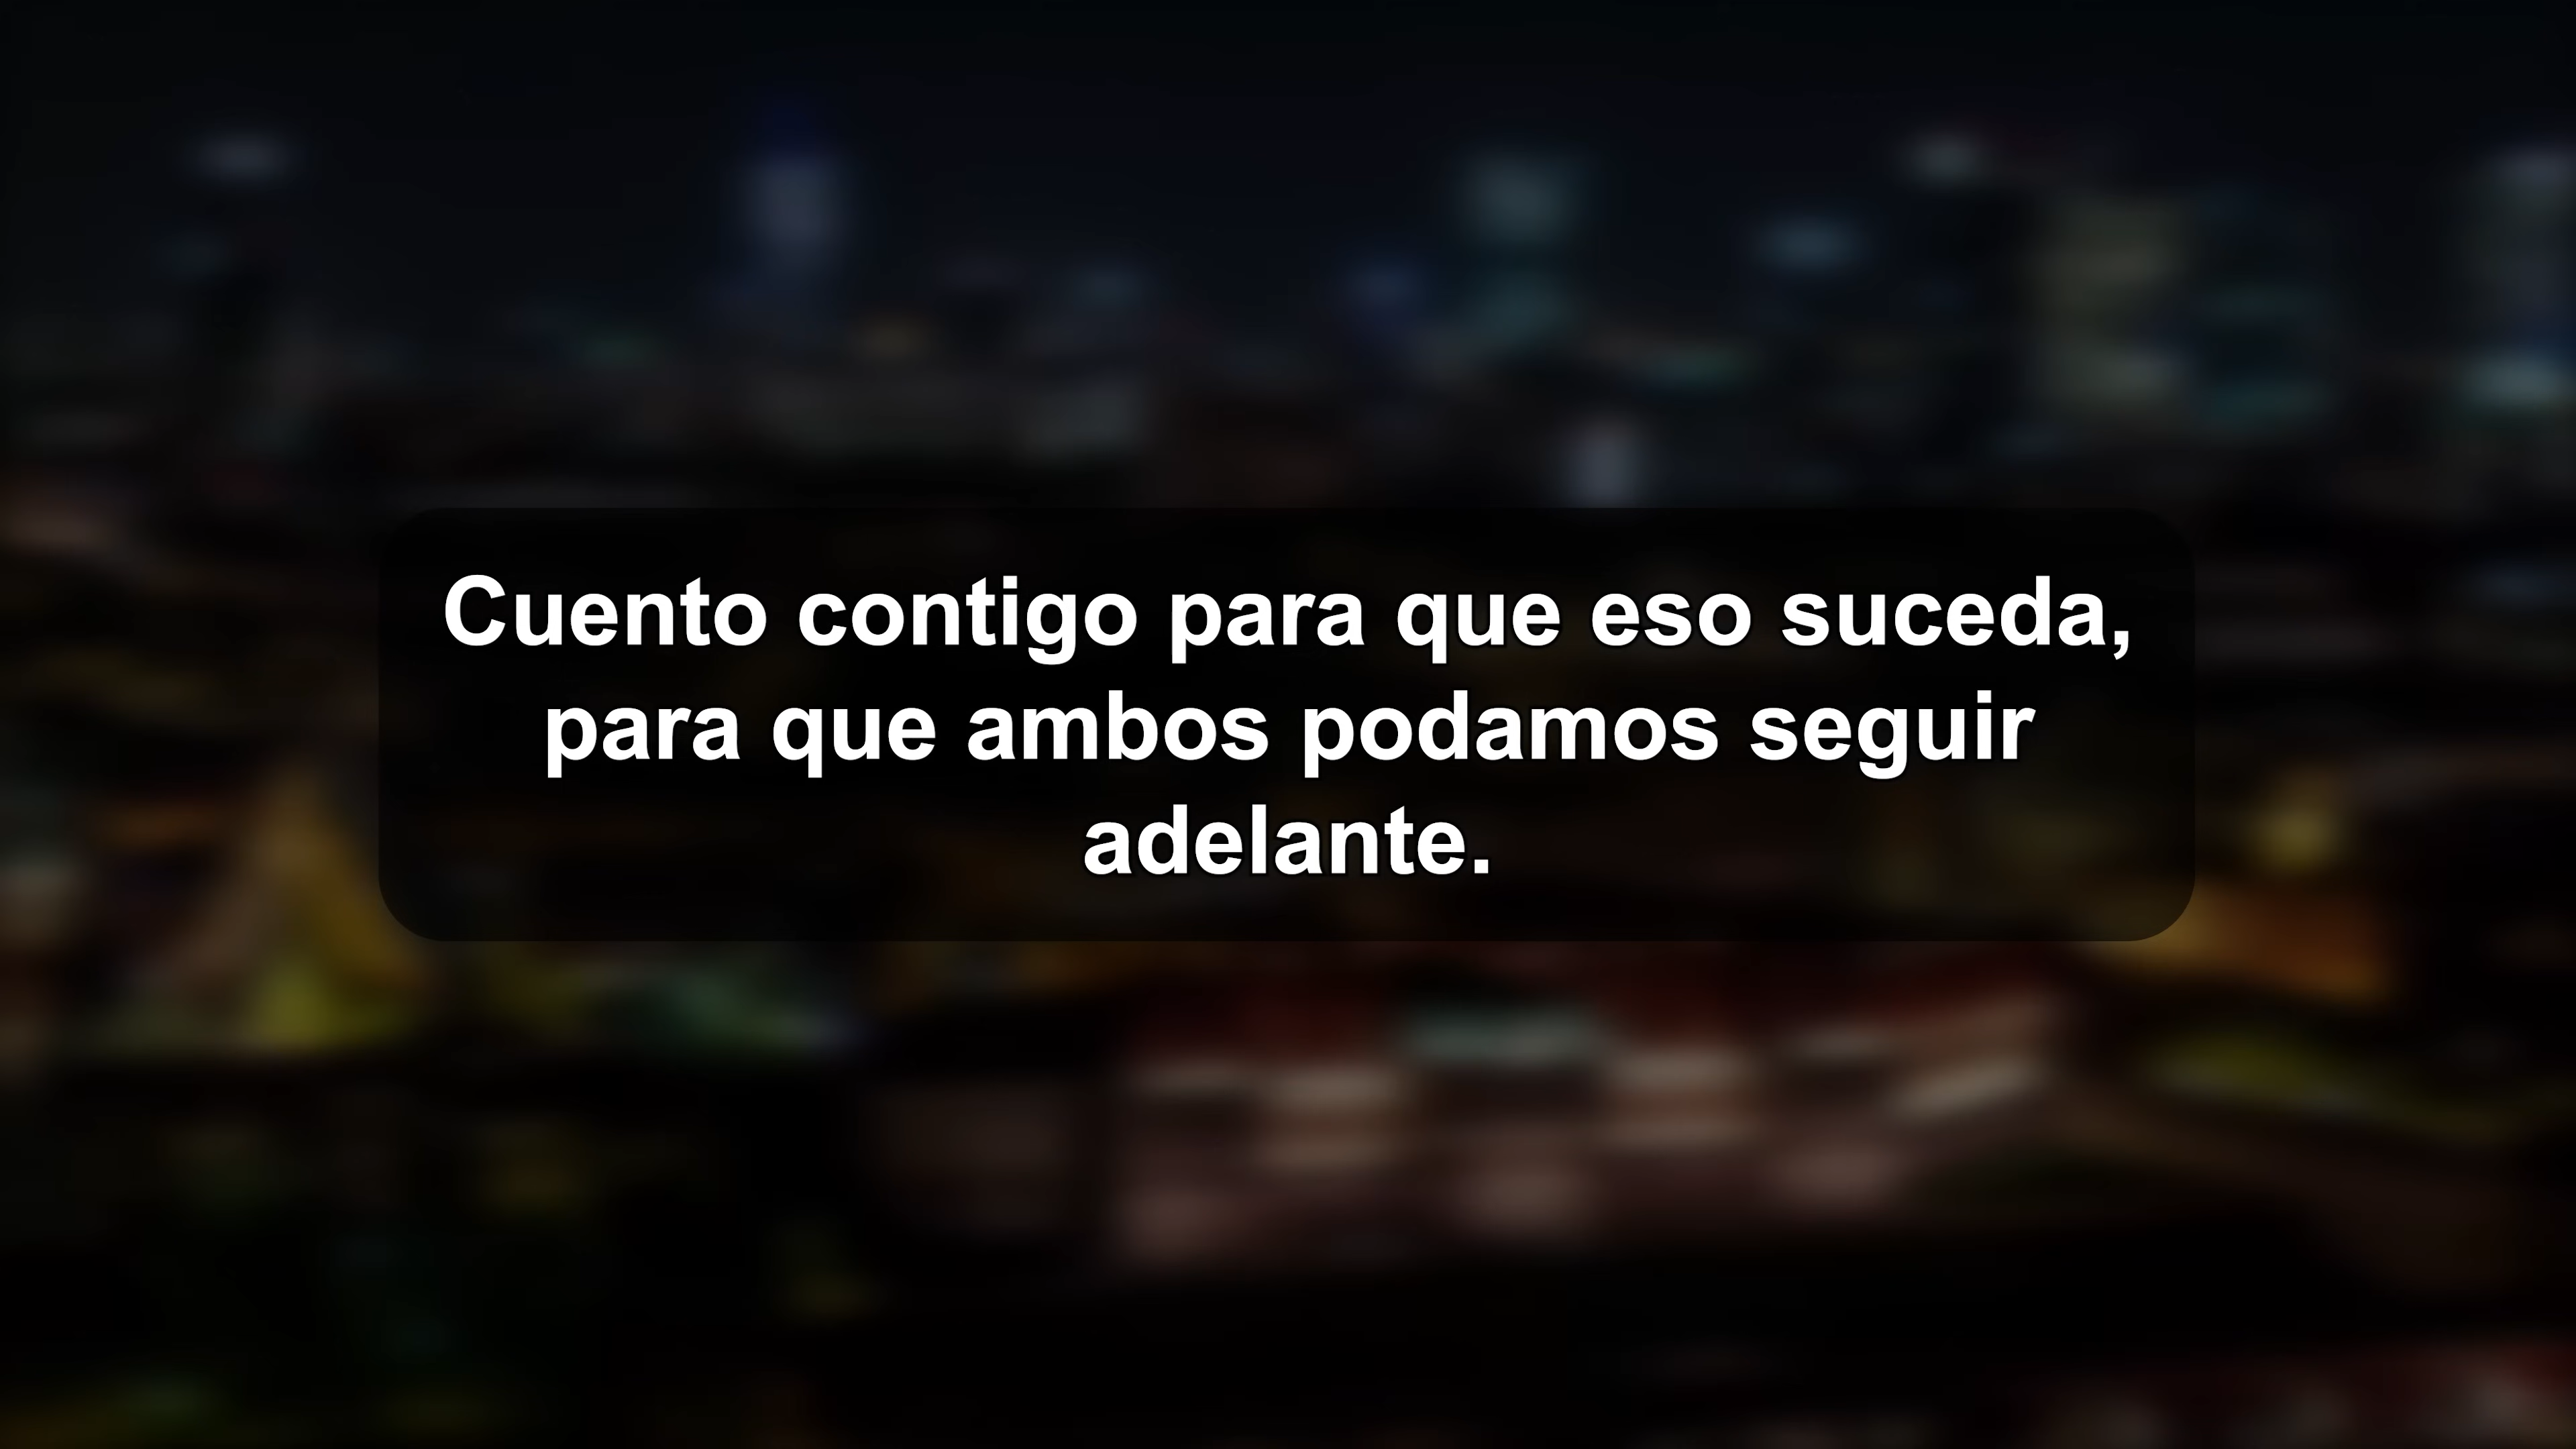 Cuento contigo para que eso suceda,
para que ambos podamos seguir
adelante.